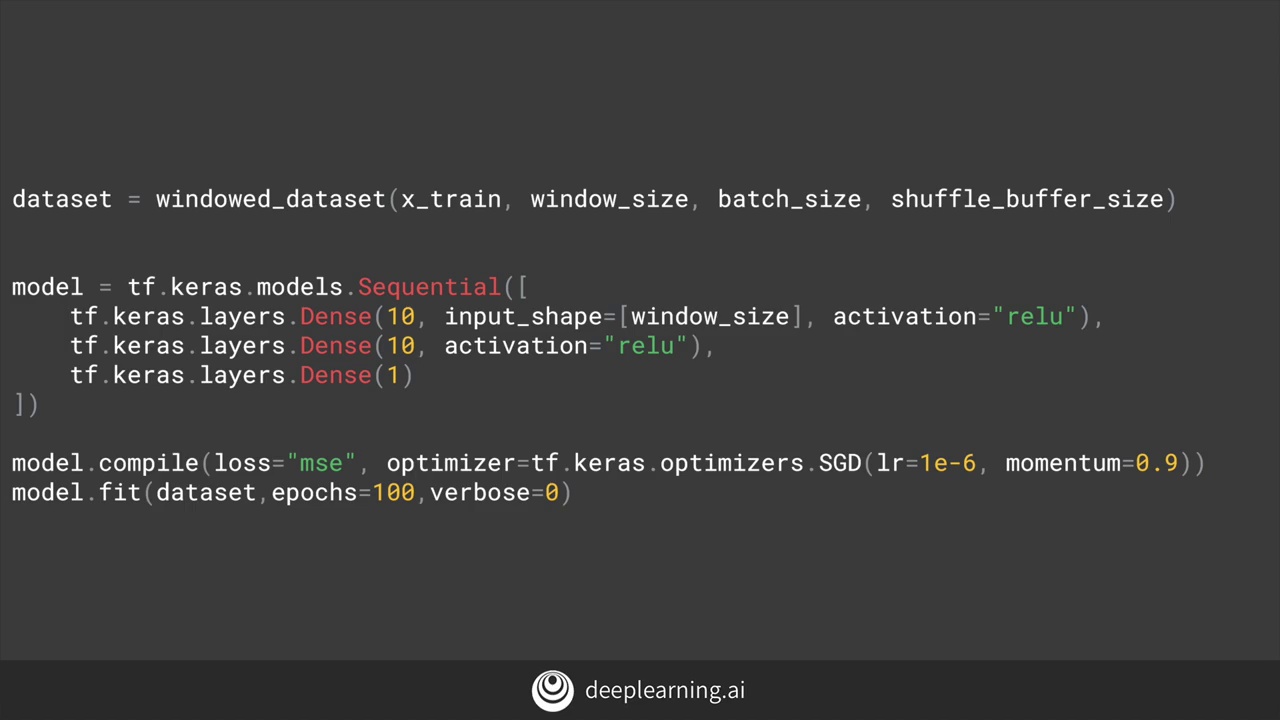 dataset = windowed_dataset(x_train, window_size, batch_size, shuffle_buffer_size)
model = tf.keras.models.Sequential([
    tf.keras.layers.Dense(10, input_shape=[window_size], activation="relu"),
    tf.keras.layers.Dense(10, activation="relu"),
    tf.keras.layers.Dense(1)
])
model.compile(loss="mse", optimizer=tf.keras.optimizers.SGD(lr=1e-6, momentum=0.9))
model.fit(dataset,epochs=100,verbose=0)
deeplearning.ai